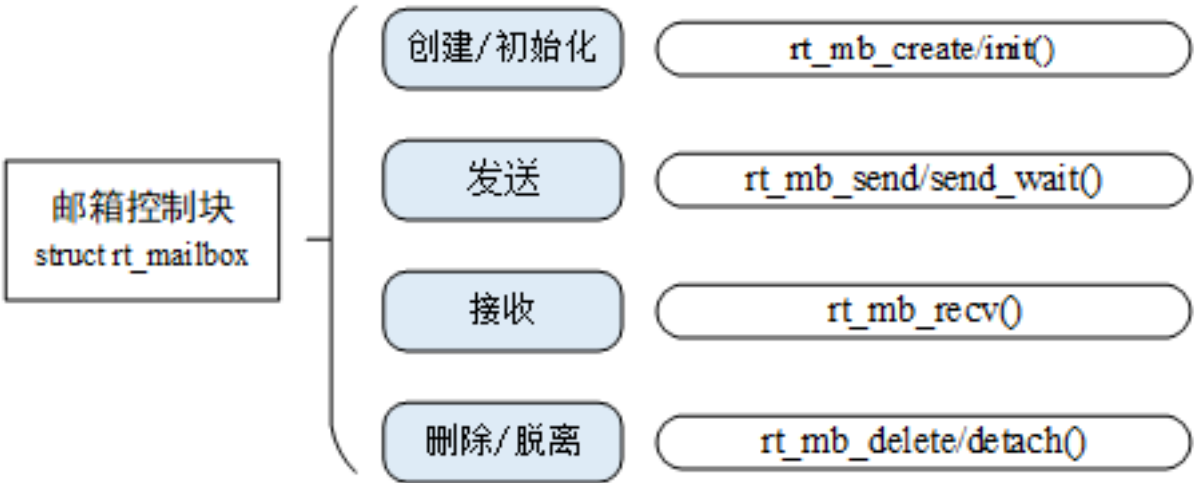 创建/初始化
rt_mb_create/init()
邮箱控制块
struct rt_mailbox
发送
rt_mb_send/send_wait()
接收
rt_mb_recv()
删除/脱离
rt_mb_delete/detach()